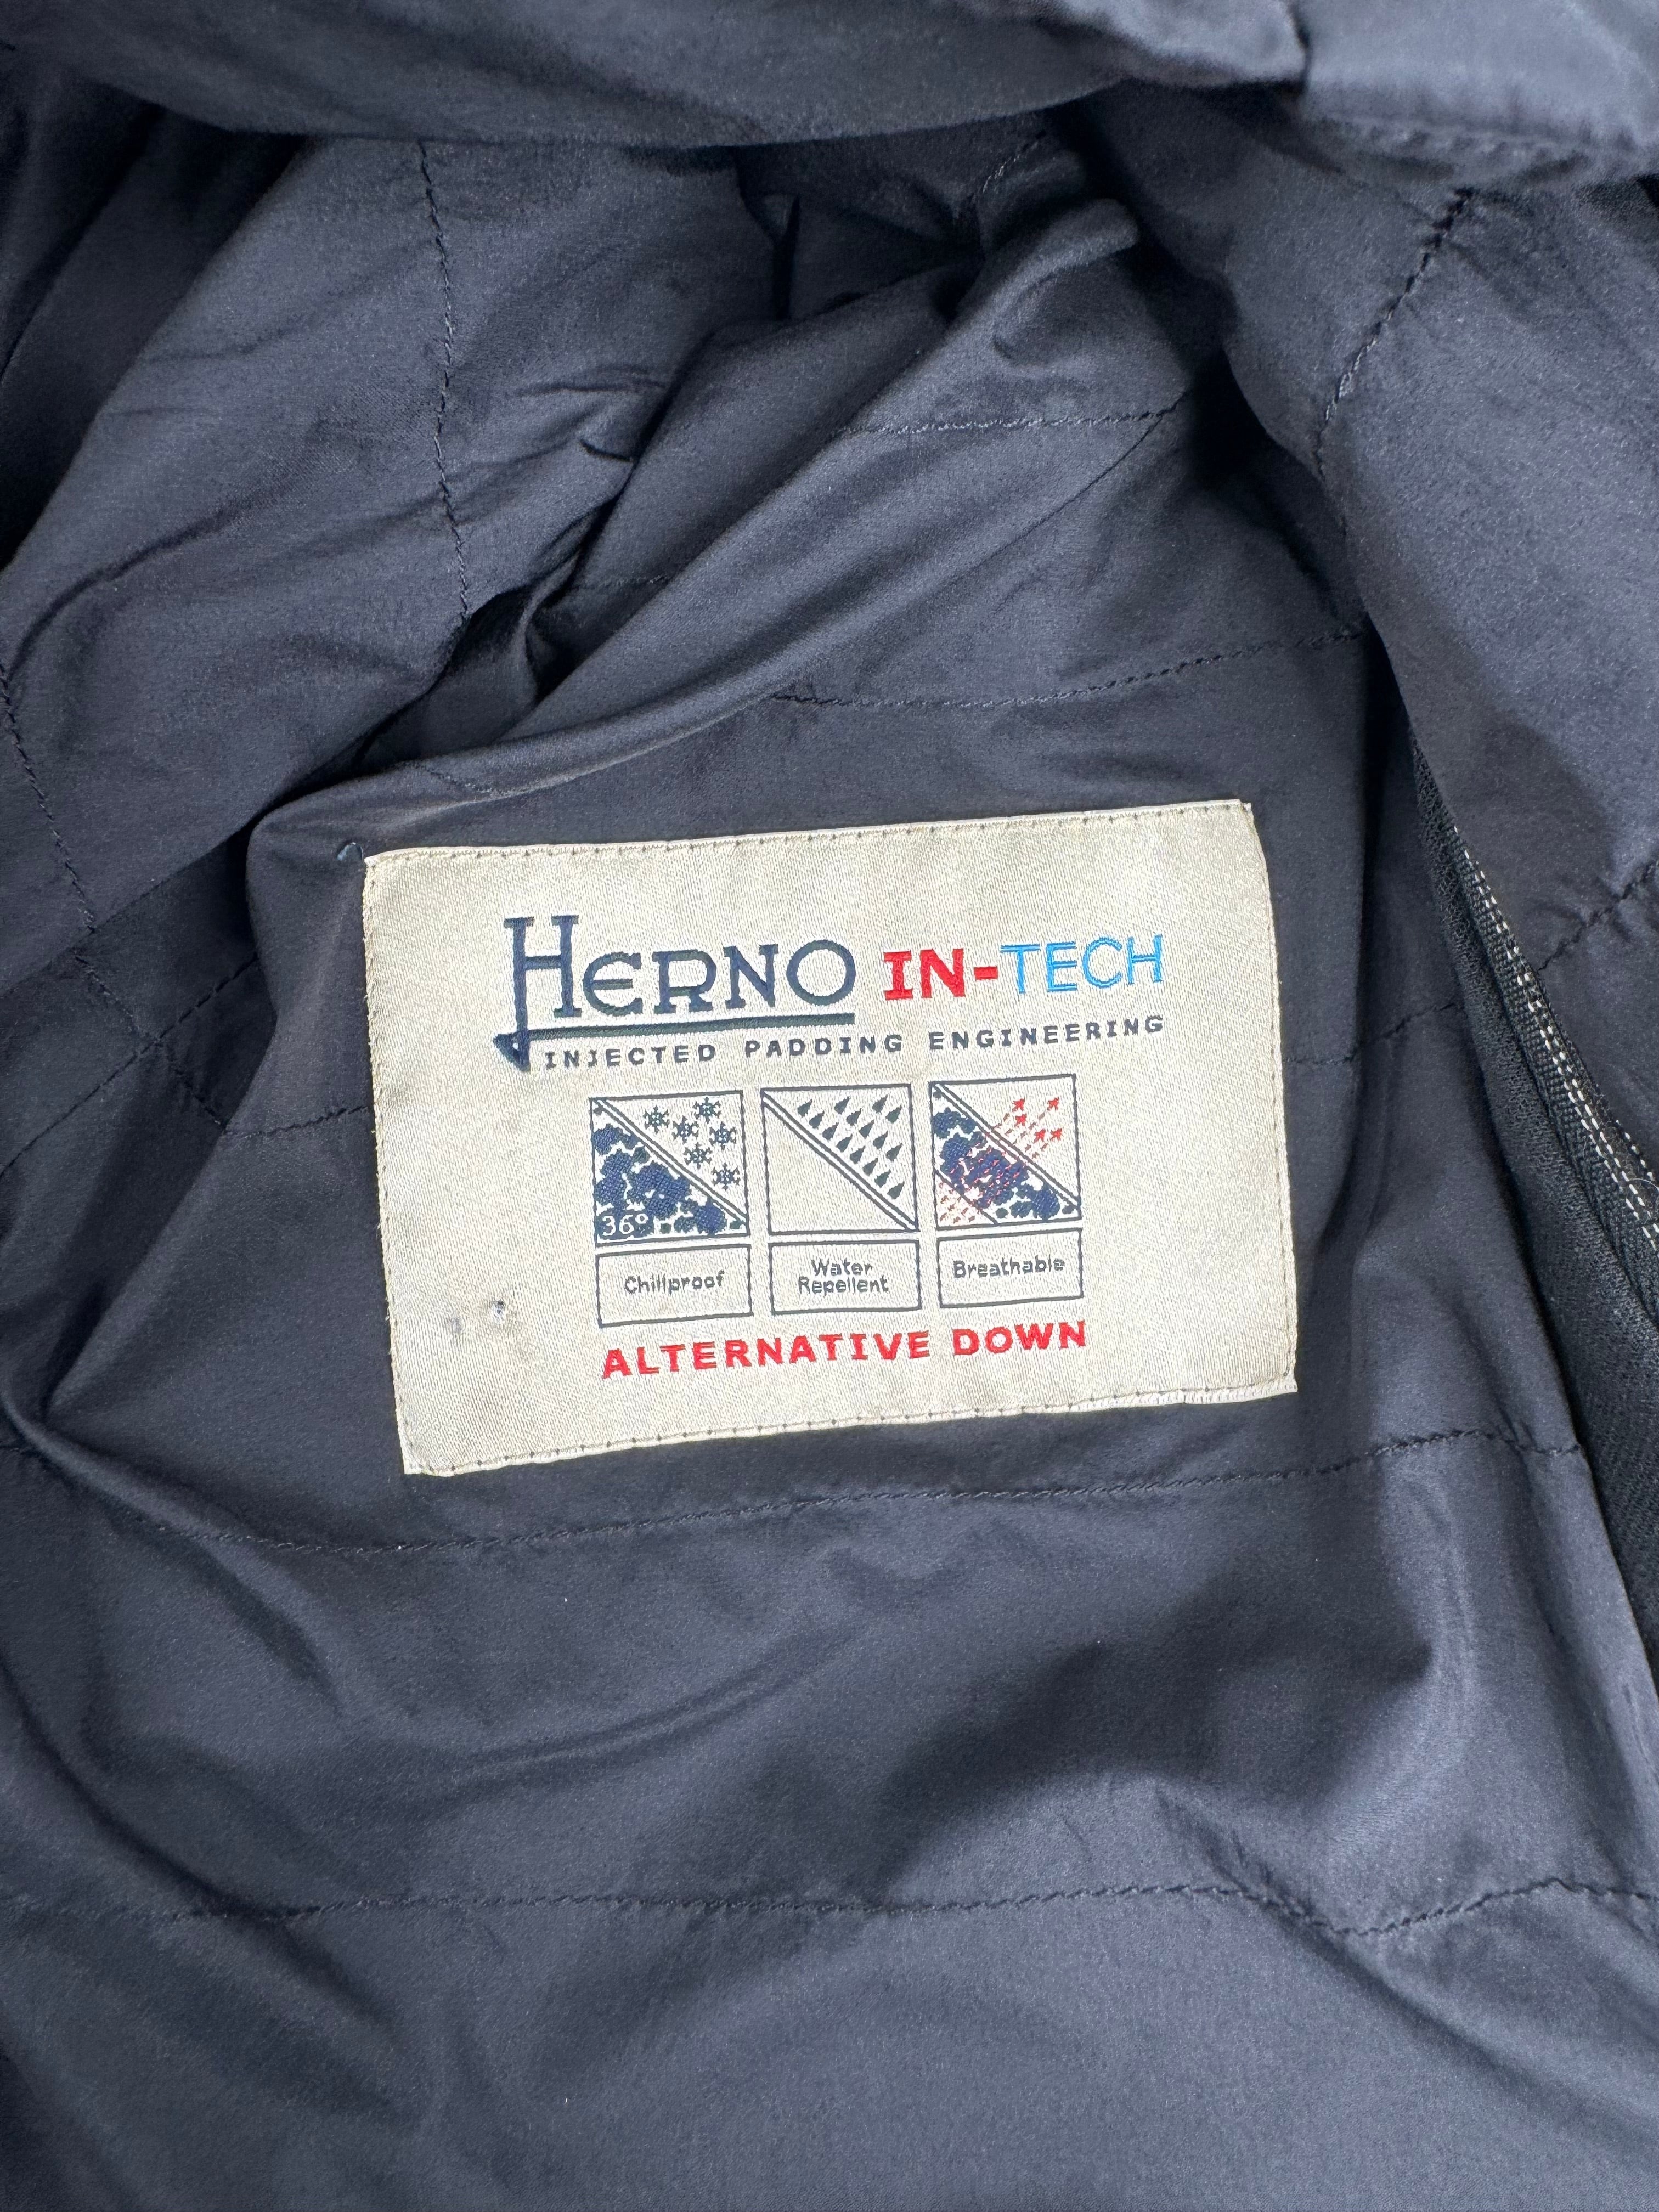 HERNO IN-TECH
INJECTED PADDING ENGINEERING
36°
Chillproof
Water
Repellent
Breathable
ALTERNATIVE DOWN